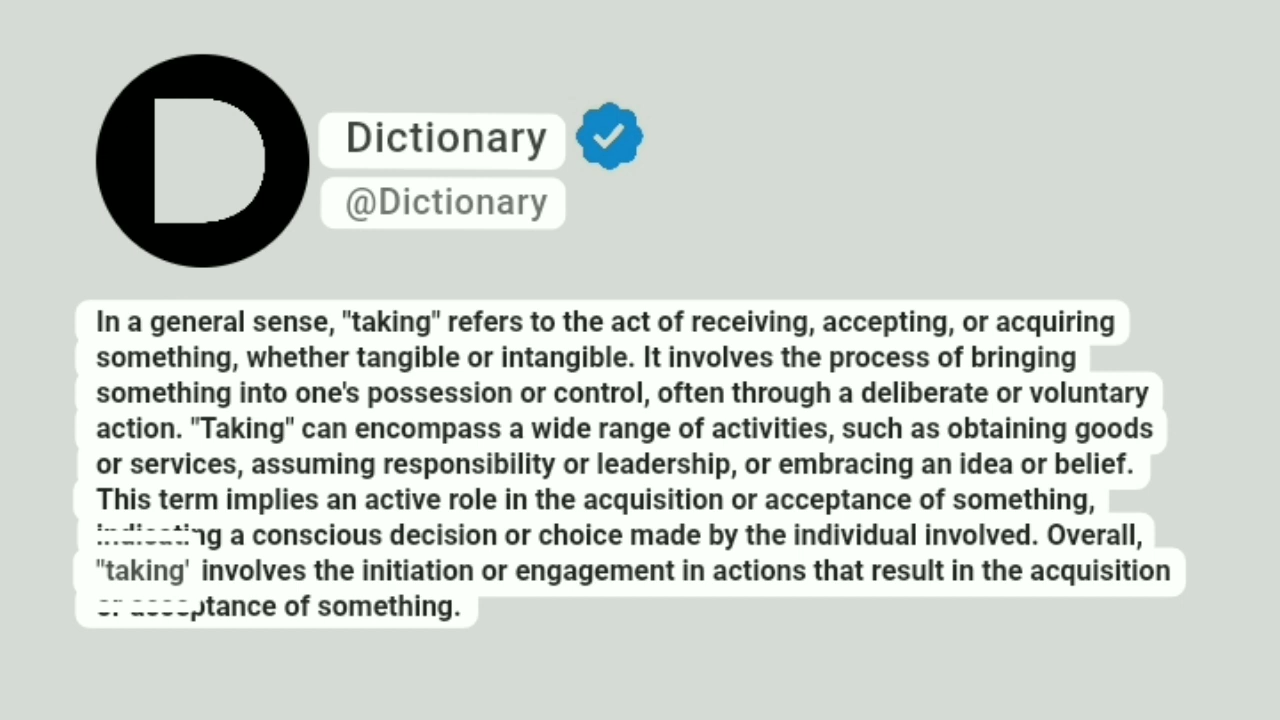 D
Dictionary
@Dictionary
In a general sense, "taking" refers to the act of receiving, accepting, or acquiring
something, whether tangible or intangible. It involves the process of bringing
something into one's possession or control, often through a deliberate or voluntary
action. "Taking" can encompass a wide range of activities, such as obtaining goods
or services, assuming responsibility or leadership, or embracing an idea or belief.
This term implies an active role in the acquisition or acceptance of something,
indicating a conscious decision or choice made by the individual involved. Overall,
"taking' involves the initiation or engagement in actions that result in the acquisition
or acceptance of something.